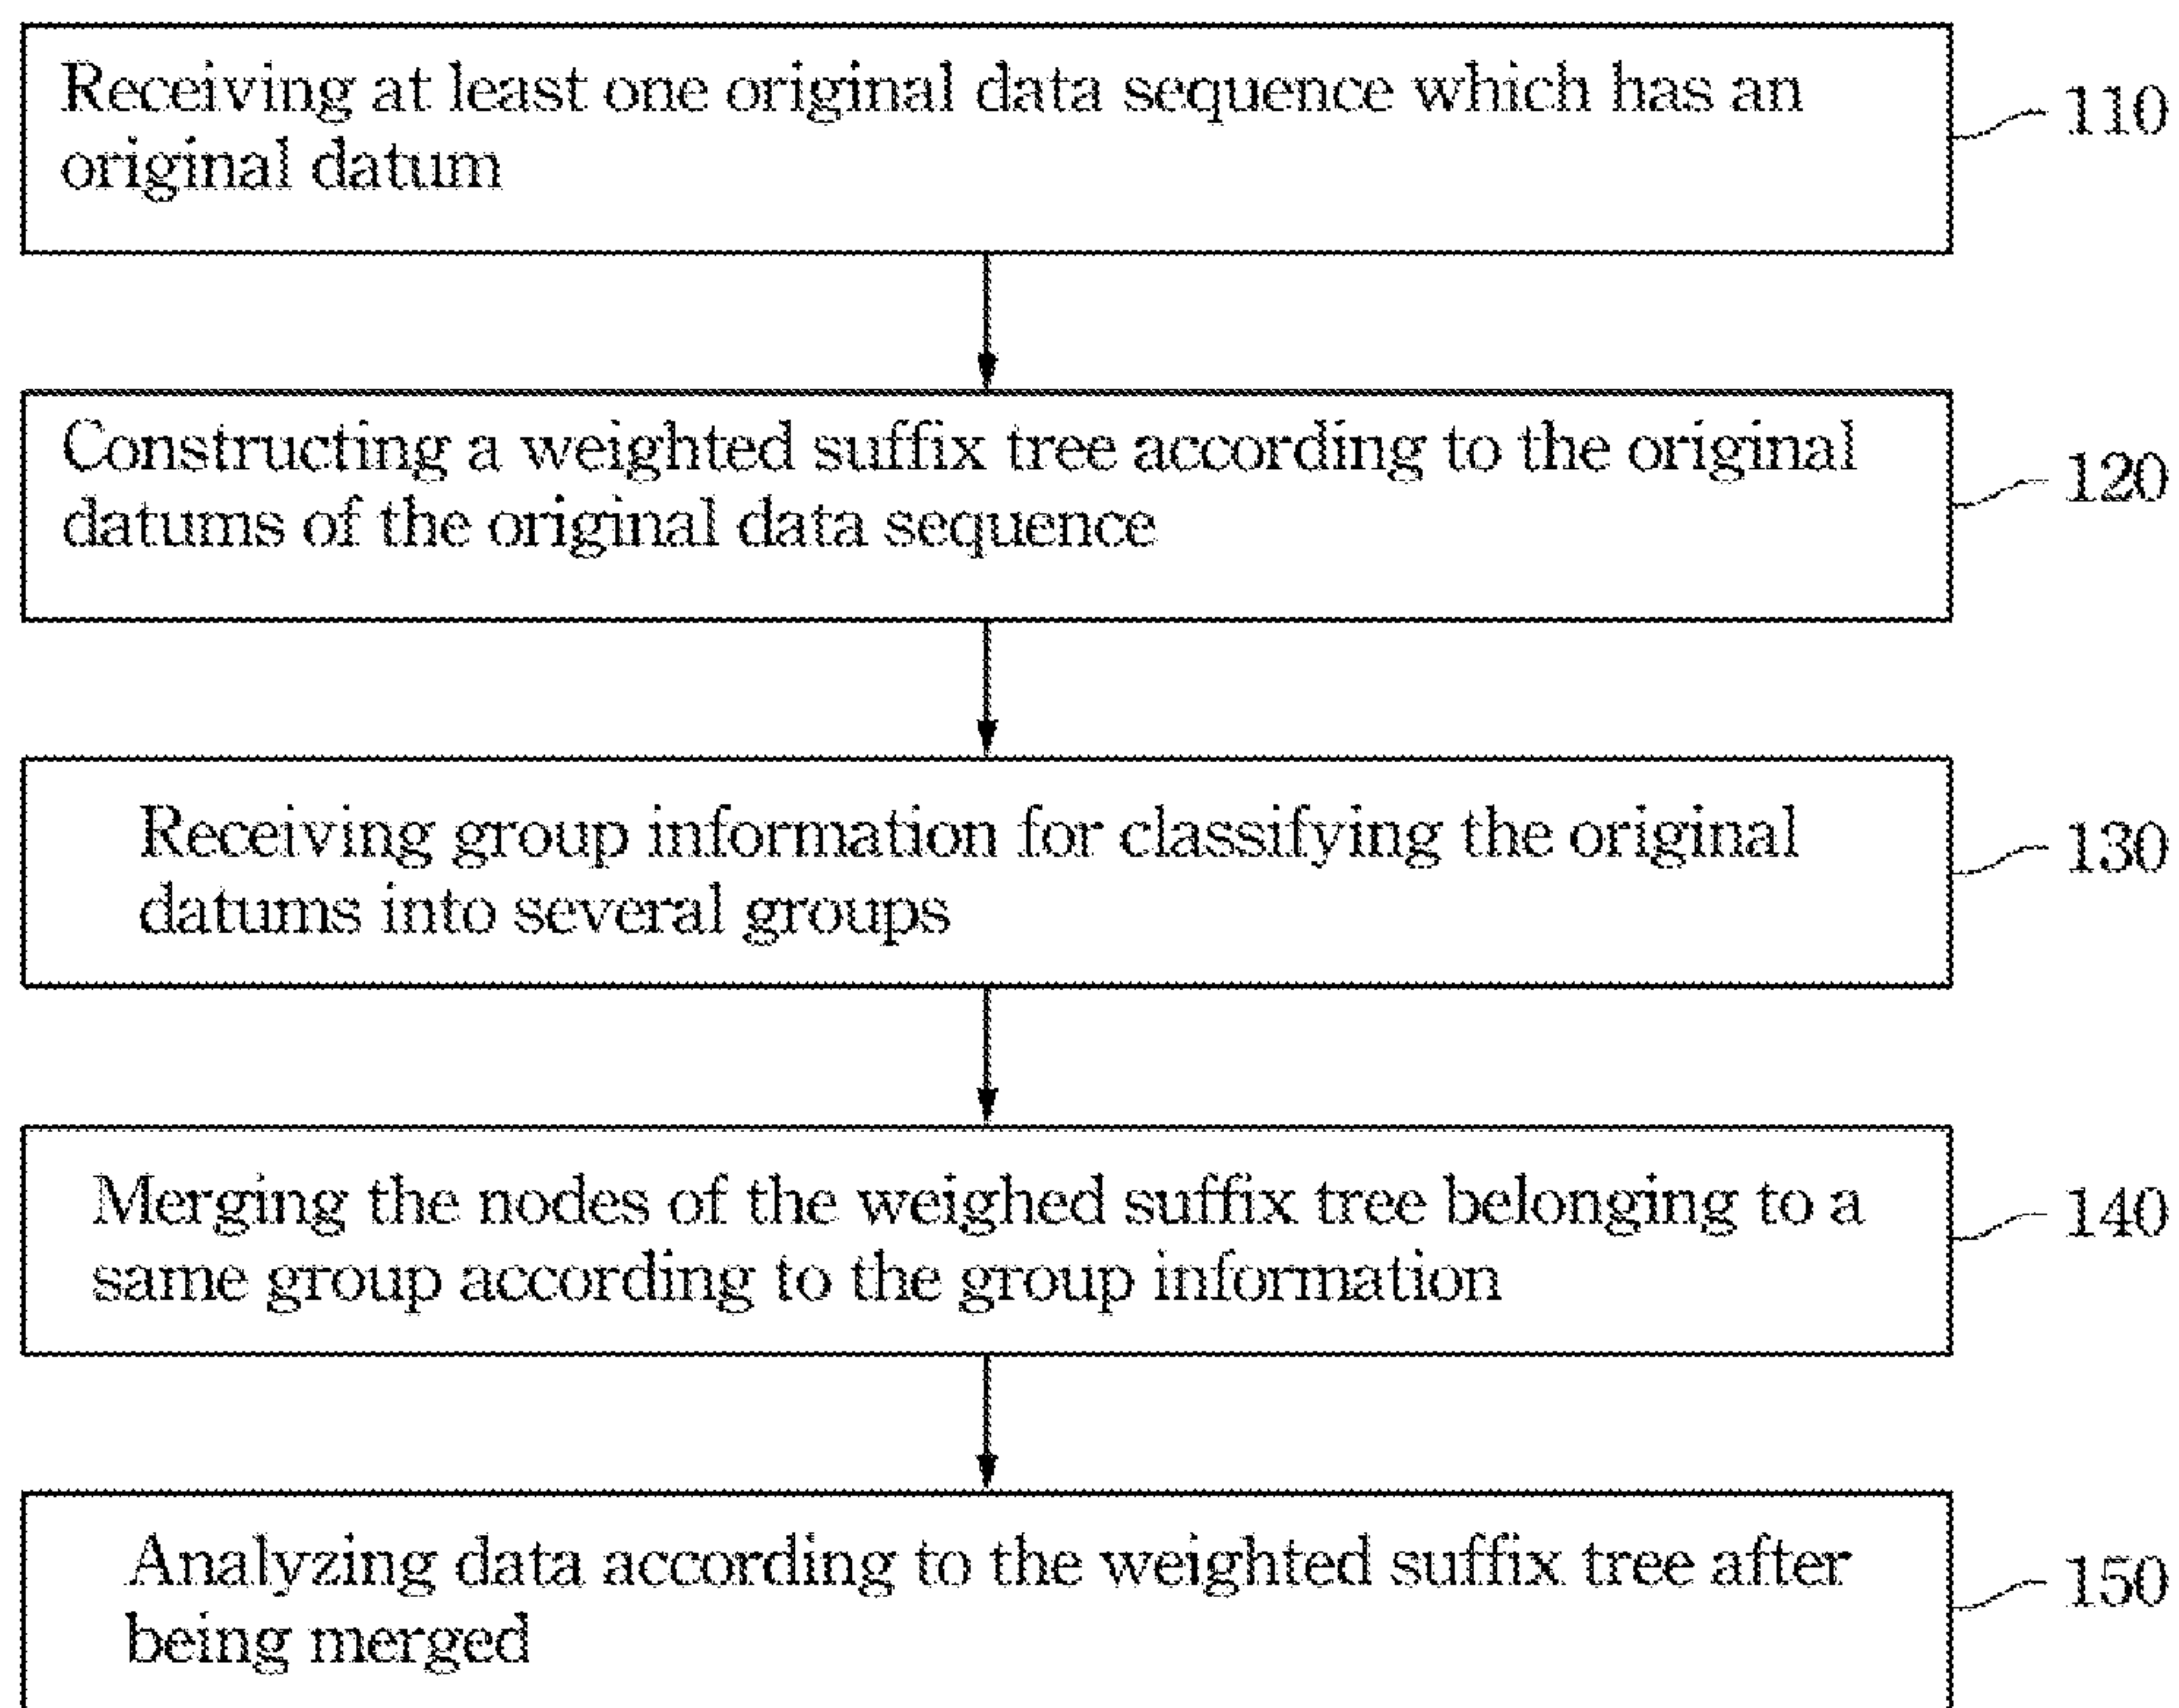 Receiving at least one original data sequence which has an
original datum
110
Constructing a weighted suffix tree according to the original
datums of the original data sequence
120
Receiving group information for classifying the original
datums into several groups
130
Merging the nodes of the weighed suffix tree belonging to a
same group according to the group information
140
Analyzing data according to the weighted suffix tree after
being merged
150